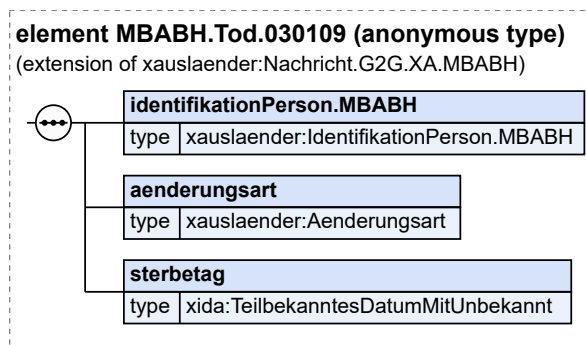 element MBABH.Tod.030109 (anonymous type)
(extension of xauslaender:Nachricht.G2G.XA.MBABH)
identifikationPerson.MBABH
type xauslaender:IdentifikationPerson.MBABH
aenderungsart
type xauslaender:Aenderungsart
sterbetag
type xida:TeilbekanntesDatumMitUnbekannt